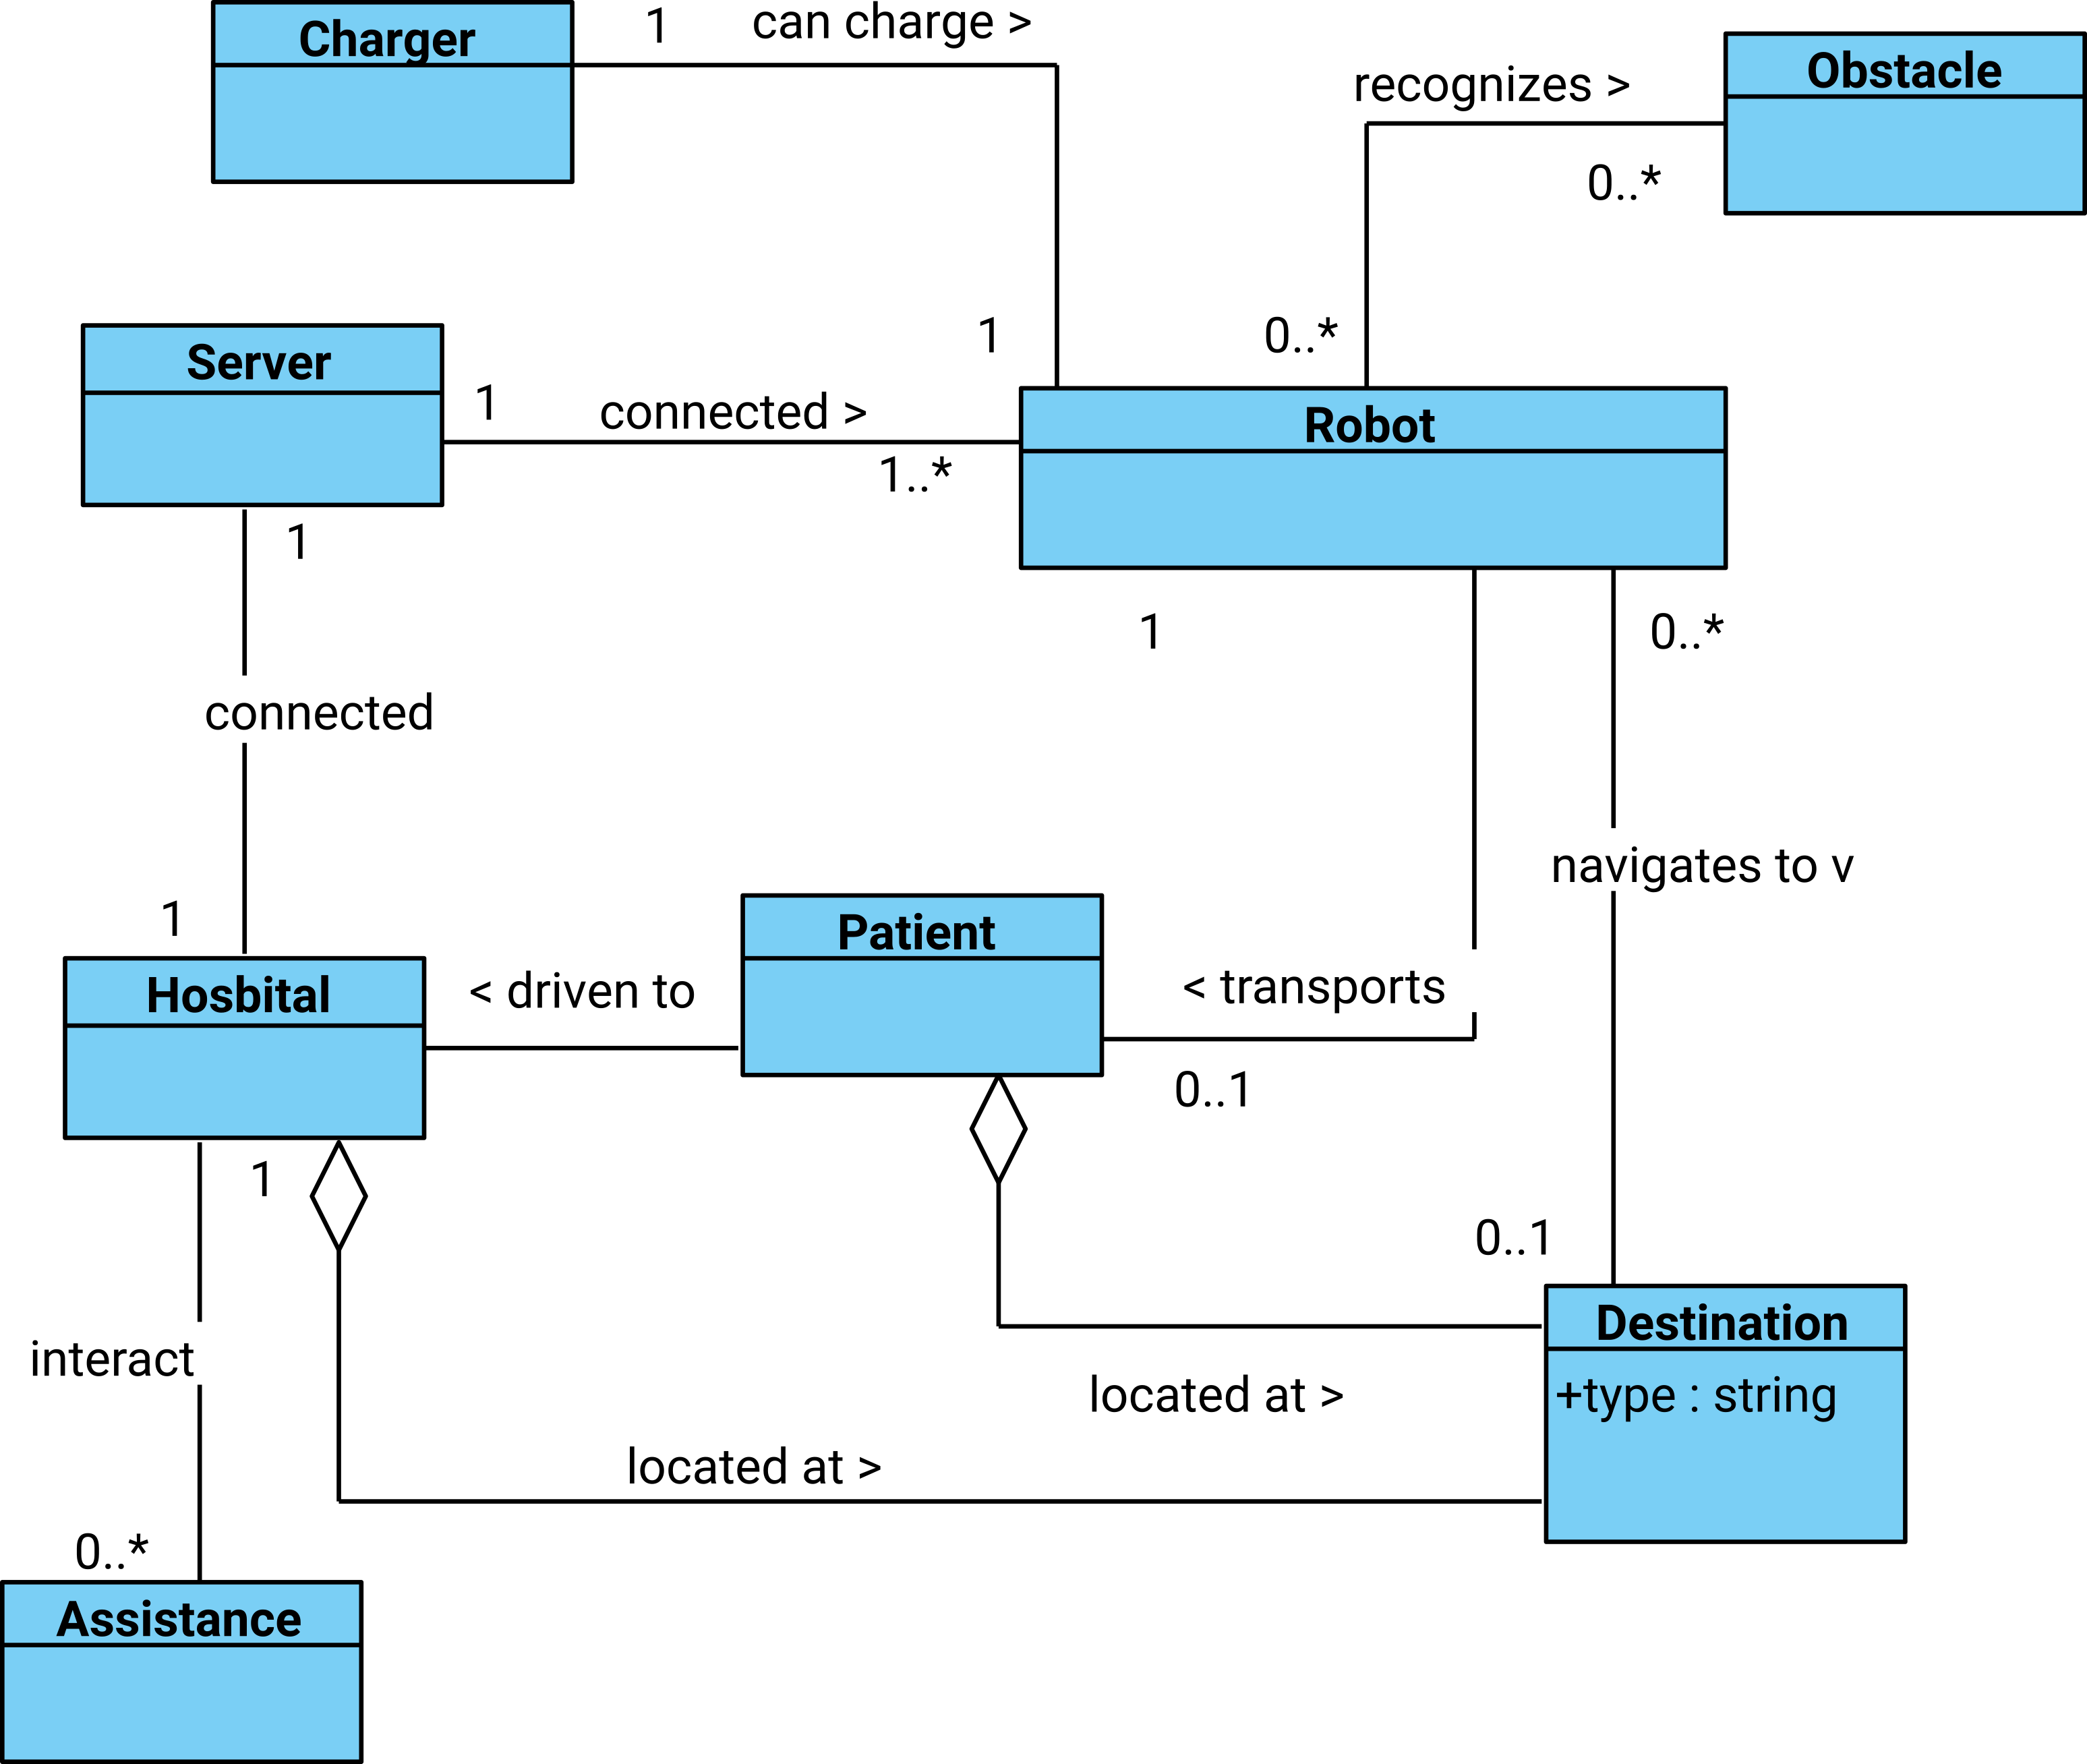 Charger
1
can charge >
recognizes >
Obstacle
0..*
Server
1
connected >
1..*
1
0..*
Robot
1
connected
1
1
0..*
navigates to v
Hosbital
< driven to
Patient
< transports
0..1
1
0..1
Destination
+type : string
interact
located at >
located at >
0..*
Assistance